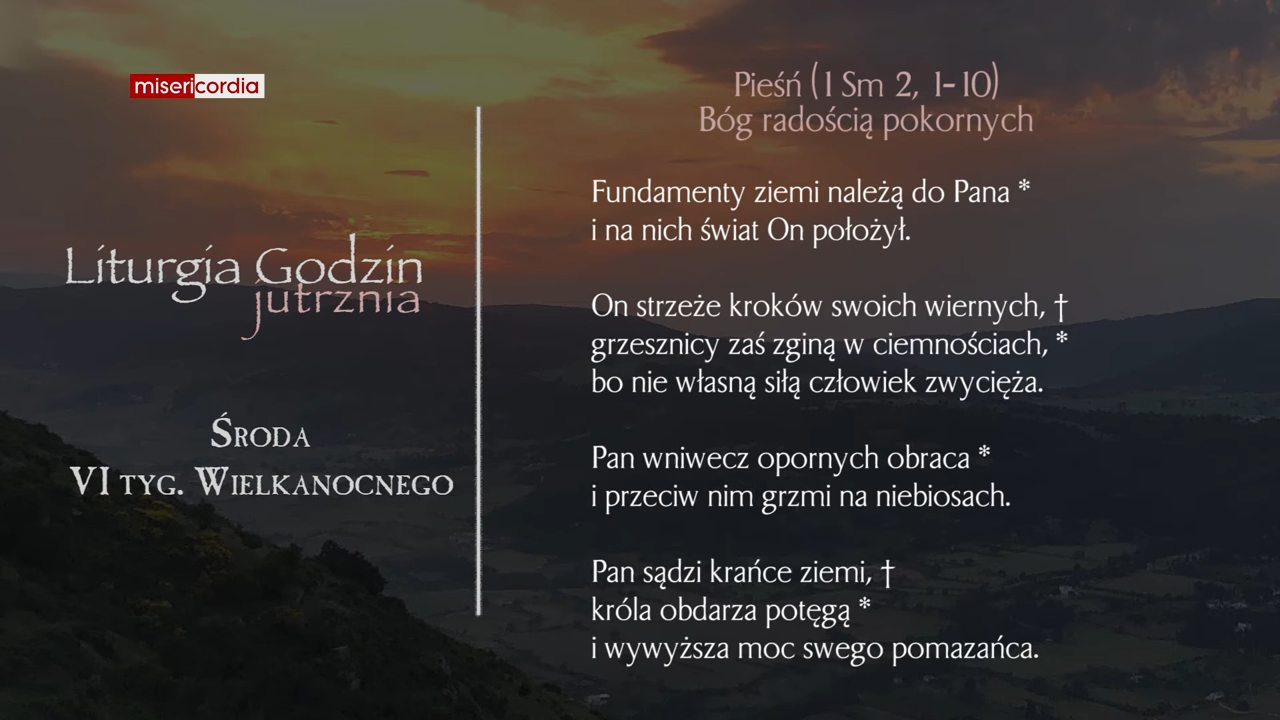 misericordia
Liturgia Godzin
jutrznia
Środa
VI tyg. Wielkanocnego
Pieśń (1 Sm 2, 1-10)
Bóg radością pokornych
Fundamenty ziemi należą do Pana *
i na nich świat On położył.
On strzeże kroków swoich wiernych, †
grzesznicy zaś zginą w ciemnościach, *
bo nie własną siłą człowiek zwycięża.
Pan wniwecz opornych obraca *
i przeciw nim grzmi na niebiosach.
Pan sądzi krańce ziemi, †
króla obdarza potęgą *
i wywyższa moc swego pomazańca.